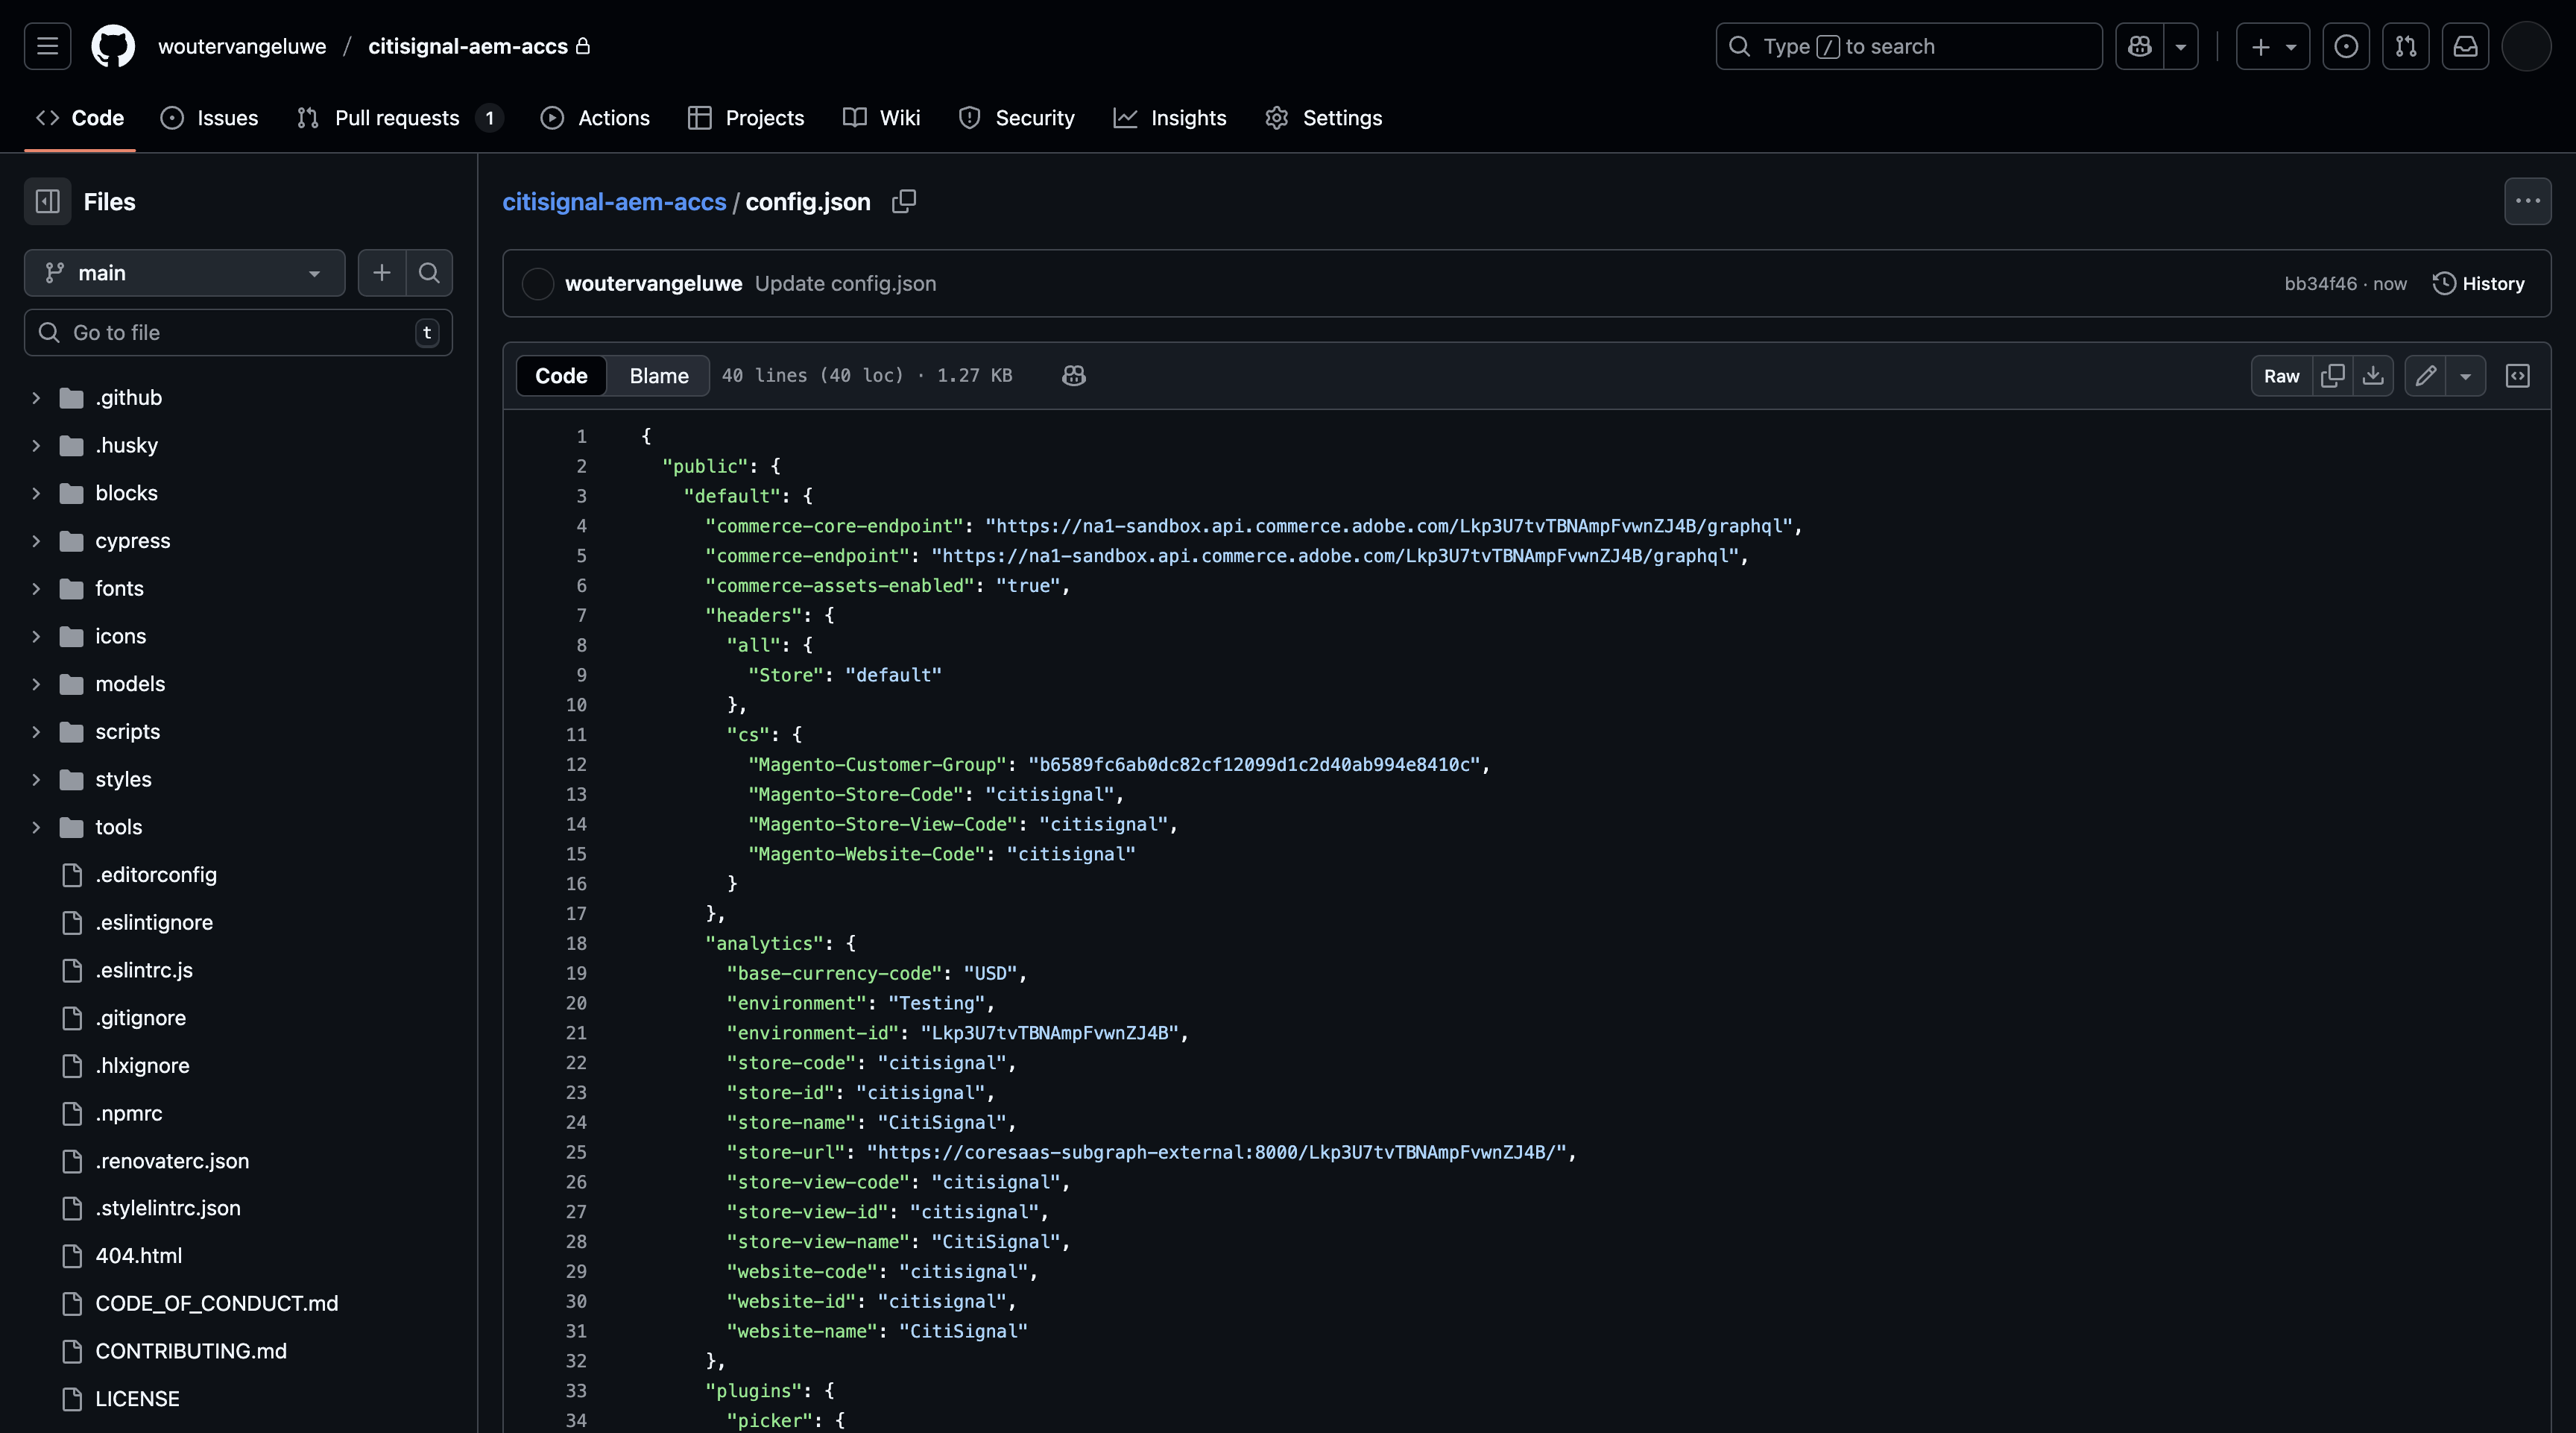 woutervangeluwe / citisignal-aem-accs
Type / to search
Code
Issues
Pull requests 1
Actions
Projects
Wiki
Security
Insights
Settings
Files
main
Go to file t
.github
.husky
blocks
cypress
fonts
icons
models
scripts
styles
tools
.editorconfig
.eslintignore
.eslintrc.js
.gitignore
.hlxignore
.npmrc
.renovaterc.json
.stylelintrc.json
404.html
CODE_OF_CONDUCT.md
CONTRIBUTING.md
LICENSE
citisignal-aem-accs / config.json
woutervangeluwe Update config.json
bb34f46 · now History
Code Blame 40 lines (40 loc) · 1.27 KB
Raw
1 {
2 "public": {
3 "default": {
4 "commerce-core-endpoint": "https://na1-sandbox.api.commerce.adobe.com/Lkp3U7tvTBNAmpFvwnZJ4B/graphql",
5 "commerce-endpoint": "https://na1-sandbox.api.commerce.adobe.com/Lkp3U7tvTBNAmpFvwnZJ4B/graphql",
6 "commerce-assets-enabled": "true",
7 "headers": {
8 "all": {
9 "Store": "default"
10 },
11 "cs": {
12 "Magento-Customer-Group": "b6589fc6ab0dc82cf12099d1c2d40ab994e8410c",
13 "Magento-Store-Code": "citisignal",
14 "Magento-Store-View-Code": "citisignal",
15 "Magento-Website-Code": "citisignal"
16 }
17 },
18 "analytics": {
19 "base-currency-code": "USD",
20 "environment": "Testing",
21 "environment-id": "Lkp3U7tvTBNAmpFvwnZJ4B",
22 "store-code": "citisignal",
23 "store-id": "citisignal",
24 "store-name": "CitiSignal",
25 "store-url": "https://coresaas-subgraph-external:8000/Lkp3U7tvTBNAmpFvwnZJ4B/",
26 "store-view-code": "citisignal",
27 "store-view-id": "citisignal",
28 "store-view-name": "CitiSignal",
29 "website-code": "citisignal",
30 "website-id": "citisignal",
31 "website-name": "CitiSignal"
32 },
33 "plugins": {
34 "picker": {